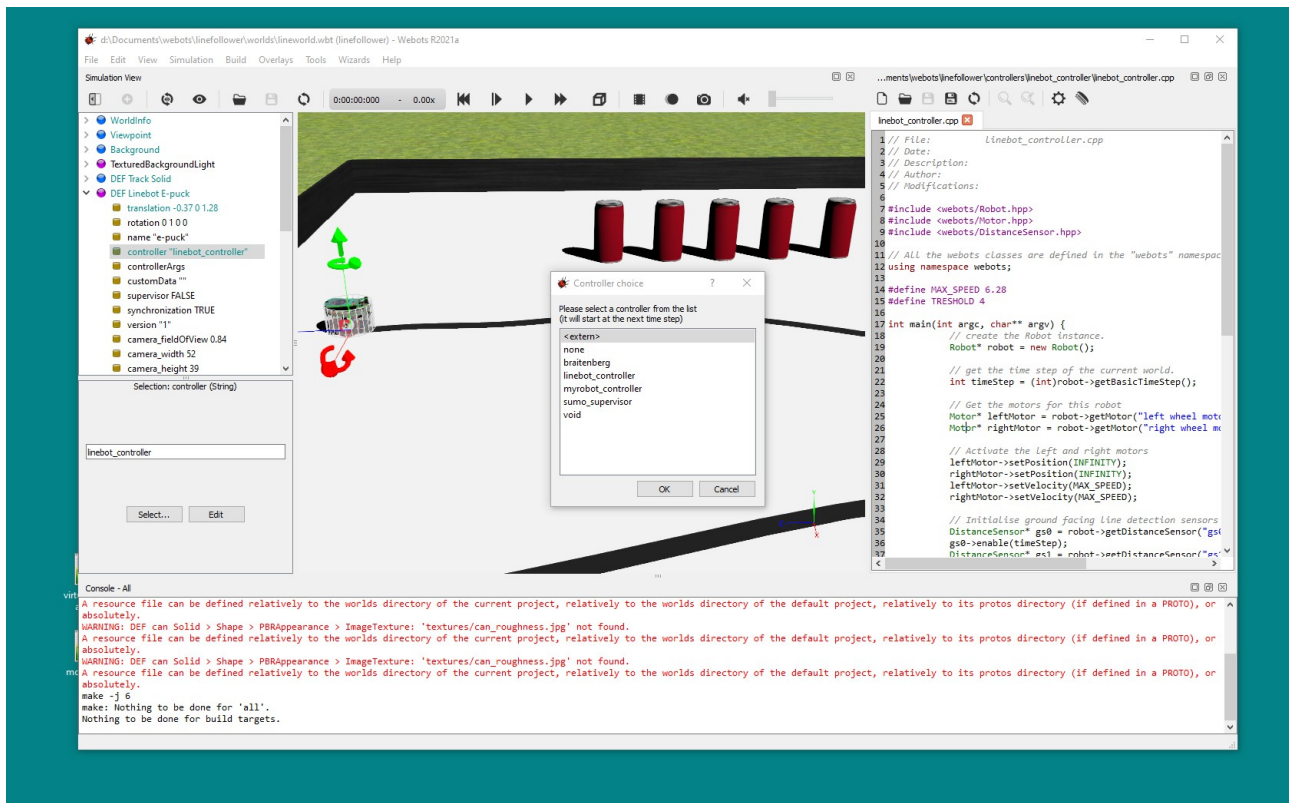 d:\Documents\webots\linefollower\worlds\lineworld.wbt (linefollower) - Webots R2021a
File Edit View Simulation Build Overlays Tools Wizards Help
Simulation View
0:00:00:000 - 0.00x
WorldInfo
Viewpoint
Background
TexturedBackgroundLight
DEF Track Solid
DEF Linebot E-puck
translation -0.37 0 1.28
rotation 0 1 0 0
name "e-puck"
controller "linebot_controller"
controllerArgs
customData ""
supervisor FALSE
synchronization TRUE
version "1"
camera_fieldOfView 0.84
camera_width 52
camera_height 39
Selection: controller (String)
linebot_controller
Select... Edit
Y
X
Controller choice ?
Please select a controller from the list
(it will start at the next time step)
<extern>
none
braitenberg
linebot_controller
myrobot_controller
sumo_supervisor
void
OK Cancel
...ments\webots\linefollower\controllers\linebot_controller\linebot_controller.cpp
linebot_controller.cpp
1 // File: linebot_controller.cpp
2 // Date:
3 // Description:
4 // Author:
5 // Modifications:
6
7 #include <webots/Robot.hpp>
8 #include <webots/Motor.hpp>
9 #include <webots/DistanceSensor.hpp>
10
11 // All the webots classes are defined in the "webots" namespac
12 using namespace webots;
13
14 #define MAX_SPEED 6.28
15 #define TRESHOLD 4
16
17 int main(int argc, char** argv) {
18 // create the Robot instance.
19 Robot* robot = new Robot();
20
21 // get the time step of the current world.
22 int timeStep = (int)robot->getBasicTimeStep();
23
24 // Get the motors for this robot
25 Motor* leftMotor = robot->getMotor("left wheel moto
26 Motor* rightMotor = robot->getMotor("right wheel mo
27
28 // Activate the left and right motors
29 leftMotor->setPosition(INFINITY);
30 rightMotor->setPosition(INFINITY);
31 leftMotor->setVelocity(MAX_SPEED);
32 rightMotor->setVelocity(MAX_SPEED);
33
34 // Initialise ground facing line detection sensors
35 DistanceSensor* gs0 = robot->getDistanceSensor("gs0
36 gs0->enable(timeStep);
37 DistanceSensor* gs1 = robot->getDistanceSensor("gs1
Console - All
A resource file can be defined relatively to the worlds directory of the current project, relatively to the worlds directory of the default project, relatively to its protos directory (if defined in a PROTO), or
absolutely.
WARNING: DEF can Solid > Shape > PBRAppearance > ImageTexture: 'textures/can_roughness.jpg' not found.
A resource file can be defined relatively to the worlds directory of the current project, relatively to the worlds directory of the default project, relatively to its protos directory (if defined in a PROTO), or
absolutely.
WARNING: DEF can Solid > Shape > PBRAppearance > ImageTexture: 'textures/can_roughness.jpg' not found.
A resource file can be defined relatively to the worlds directory of the current project, relatively to the worlds directory of the default project, relatively to its protos directory (if defined in a PROTO), or
absolutely.
make -j 6
make: Nothing to be done for 'all'.
Nothing to be done for build targets.